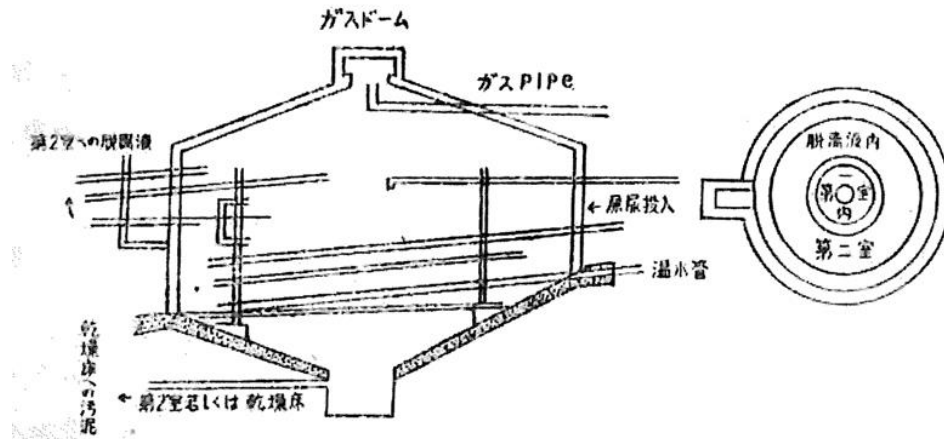 ガスドーム
ガスPIPe
第2室への脱離液
←原尿投入
温水管
乾燥床への汚泥
←第2室若しくは乾燥床
脱離液内
第一室内
第二室